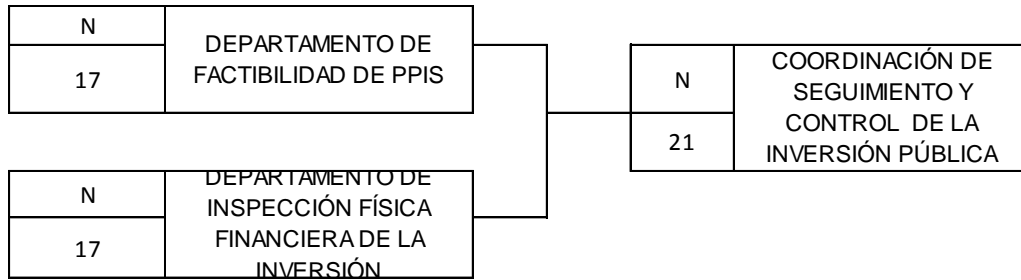 N
17
DEPARTAMENTO DE
FACTIBILIDAD DE PPIS
N
21
COORDINACIÓN DE
SEGUIMIENTO Y
CONTROL DE LA
INVERSIÓN PÚBLICA
N
17
DEPARTAMENTO DE
INSPECCIÓN FÍSICA
FINANCIERA DE LA
INVERSIÓN